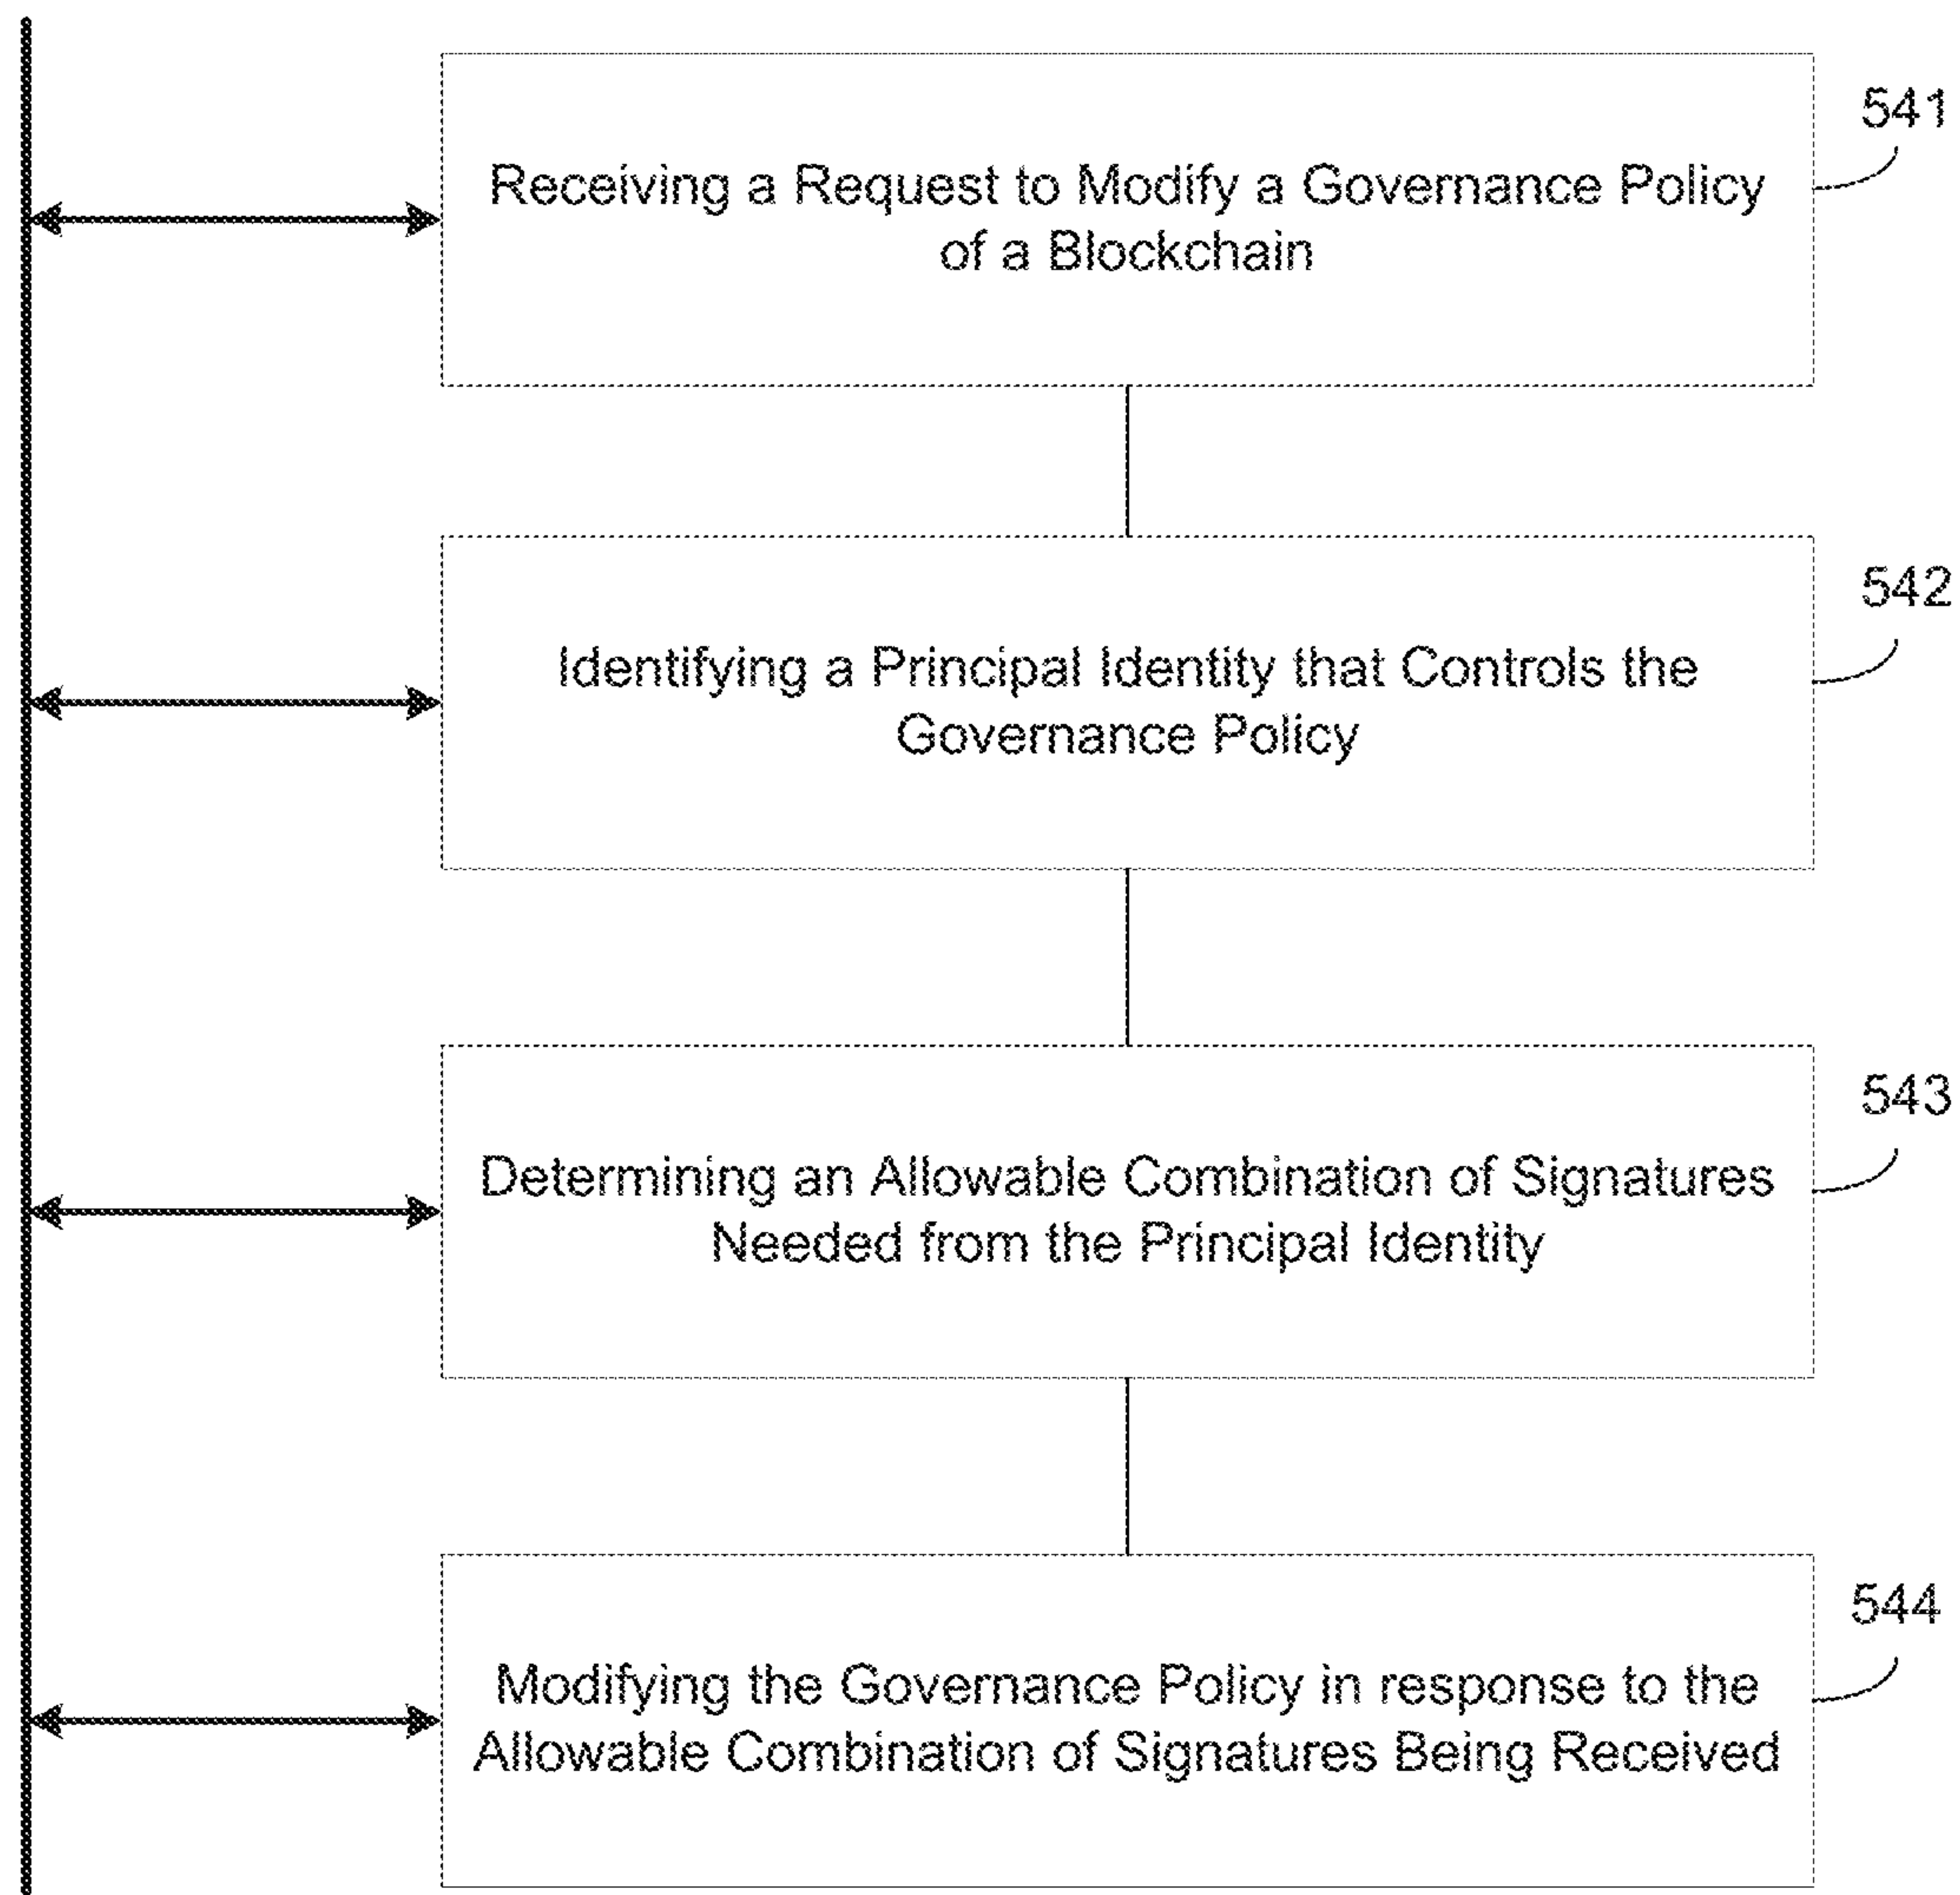 541
Receiving a Request to Modify a Governance Policy
of a Blockchain
542
Identifying a Principal Identity that Controls the
Governance Policy
543
Determining an Allowable Combination of Signatures
Needed from the Principal Identity
544
Modifying the Governance Policy in response to the
Allowable Combination of Signatures Being Received